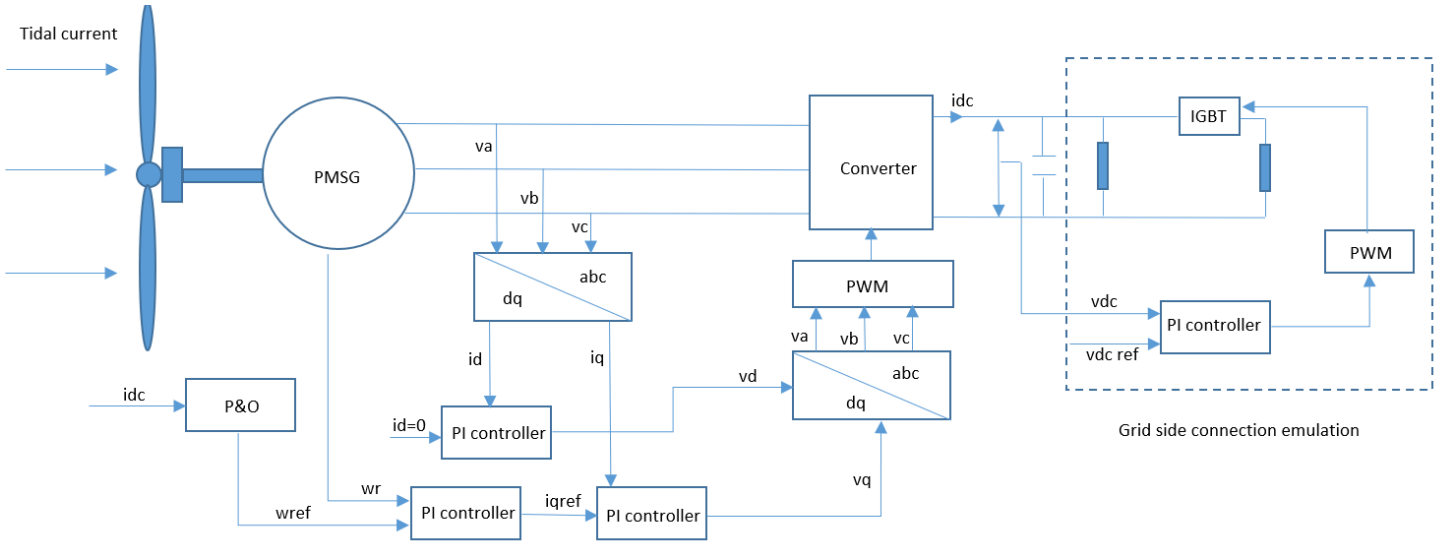 Tidal current
idc
IGBT
va
Converter
PMSG
vb
vc
abc
dq
PWM
PWM
vdc
PI controller
vdc ref
va
vb
vc
id
iq
abc
dq
vd
idc
P&O
id=0
PI controller
Grid side connection emulation
vq
wr
iqref
wref
PI controller
PI controller